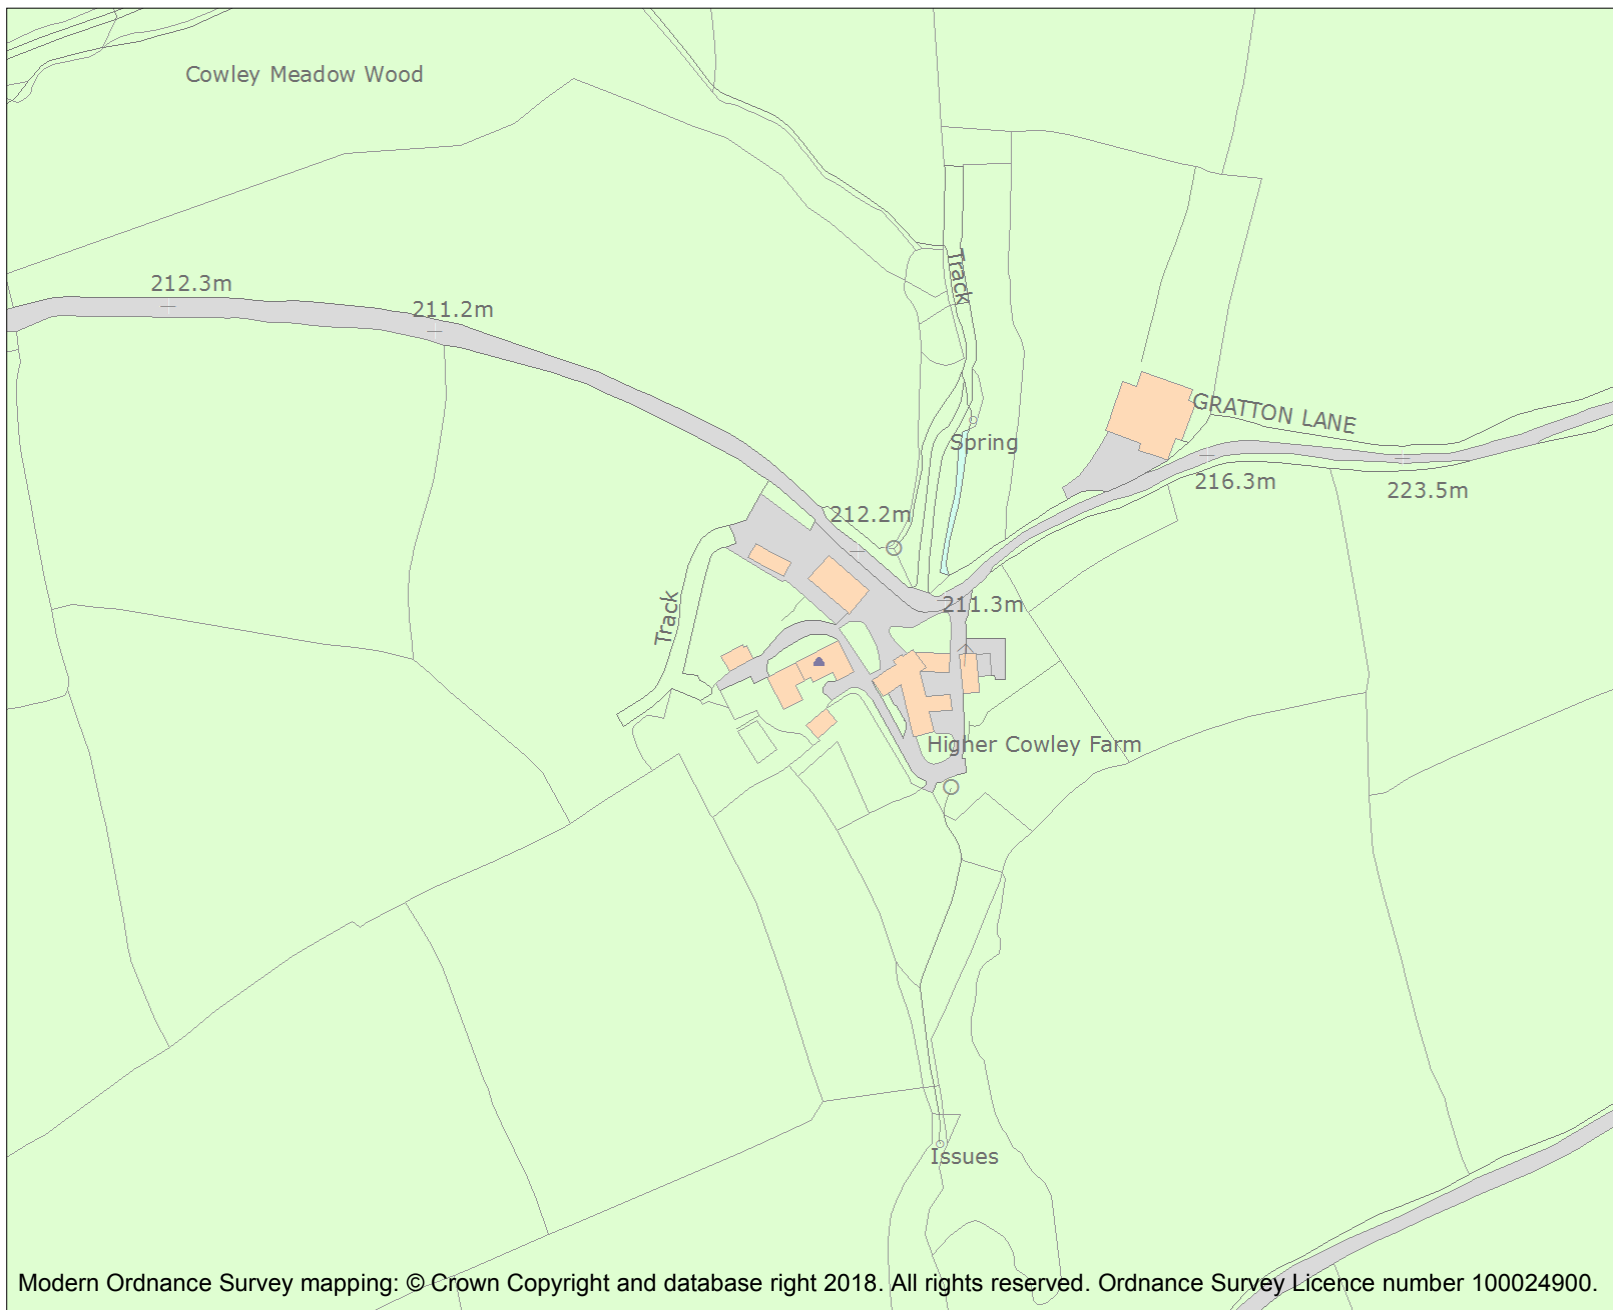 Cowley Meadow Wood
212.3m
211.2m
Track
GRATTON LANE
Spring
216.3m
223.5m
212.2m
211.3m
Track
Higher Cowley Farm
Issues
Modern Ordnance Survey mapping: © Crown Copyright and database right 2018. All rights reserved. Ordnance Survey Licence number 100024900.